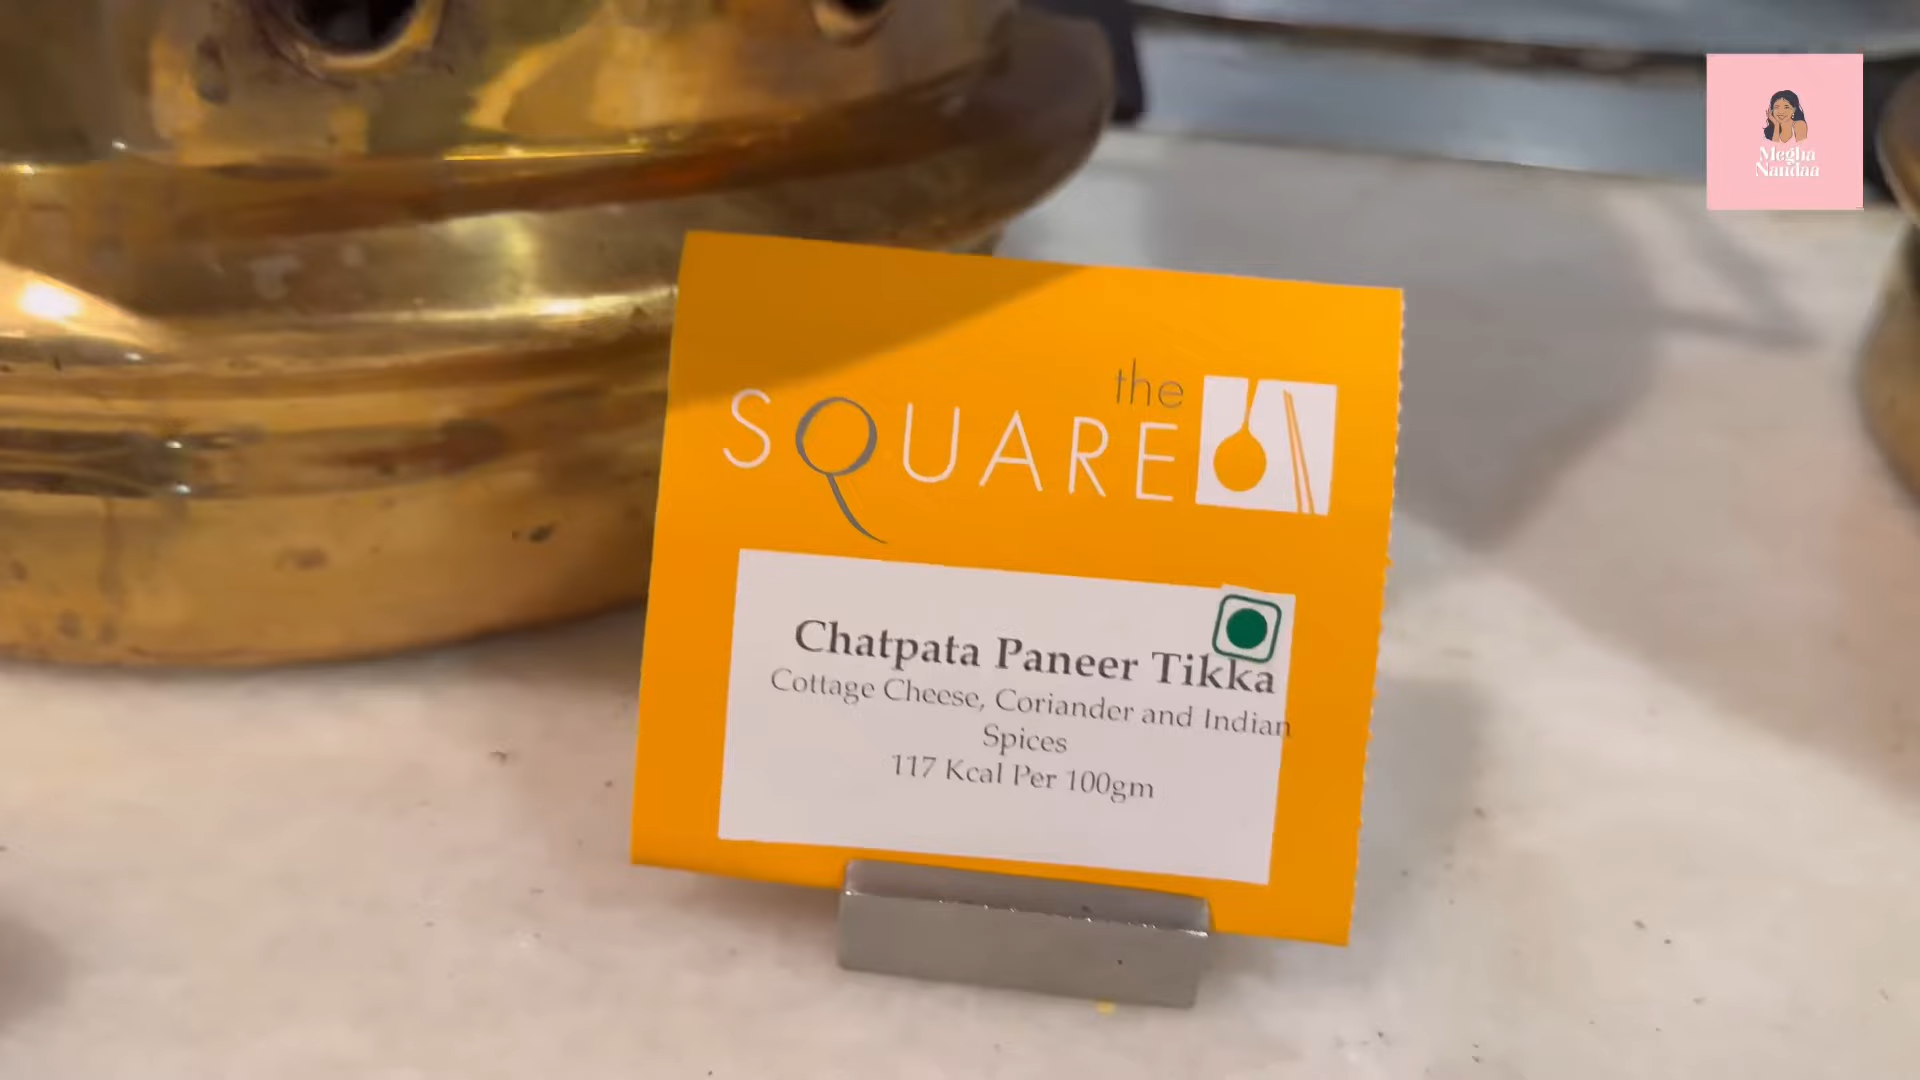 Megha
Nandaa
the
SQUARE
Chatpata Paneer Tikka
Cottage Cheese, Coriander and Indian
Spices
117 Kcal Per 100gm